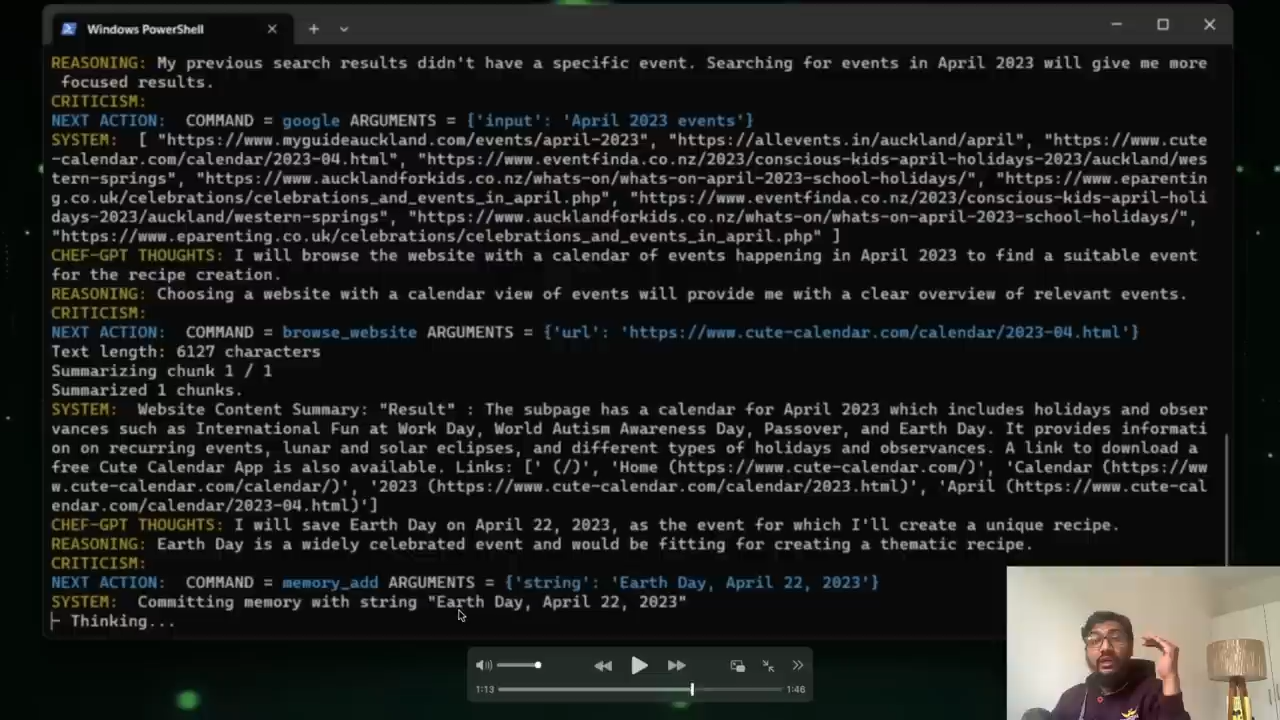 Windows PowerShell
REASONING: My previous search results didn't have a specific event. Searching for events in April 2023 will give me more
focused results.
CRITICISM:
NEXT ACTION: COMMAND = google ARGUMENTS = {'input': 'April 2023 events'}
SYSTEM: [ "https://www.myguideauckland.com/events/april-2023", "https://allevents.in/auckland/april", "https://www.cute
-calendar.com/calendar/2023-04.html", "https://www.eventfinda.co.nz/2023/conscious-kids-april-holidays-2023/auckland/wes
tern-springs", "https://www.aucklandforkids.co.nz/whats-on/whats-on-april-2023-school-holidays/", "https://www.eparentin
g.co.uk/celebrations/celebrations_and_events_in_april.php", "https://www.eventfinda.co.nz/2023/conscious-kids-april-holi
days-2023/auckland/western-springs", "https://www.aucklandforkids.co.nz/whats-on/whats-on-april-2023-school-holidays/",
"https://www.eparenting.co.uk/celebrations/celebrations_and_events_in_april.php" ]
CHEF-GPT THOUGHTS: I will browse the website with a calendar of events happening in April 2023 to find a suitable event
for the recipe creation.
REASONING: Choosing a website with a calendar view of events will provide me with a clear overview of relevant events.
CRITICISM:
NEXT ACTION: COMMAND = browse_website ARGUMENTS = {'url': 'https://www.cute-calendar.com/calendar/2023-04.html'}
Text length: 6127 characters
Summarizing chunk 1 / 1
Summarized 1 chunks.
SYSTEM: Website Content Summary: "Result" : The subpage has a calendar for April 2023 which includes holidays and obser
vances such as International Fun at Work Day, World Autism Awareness Day, Passover, and Earth Day. It provides informati
on on recurring events, lunar and solar eclipses, and different types of holidays and observances. A link to download a
free Cute Calendar App is also available. Links: [' (/)', 'Home (https://www.cute-calendar.com/)', 'Calendar (https://ww
w.cute-calendar.com/calendar/)', '2023 (https://www.cute-calendar.com/calendar/2023.html)', 'April (https://www.cute-cal
endar.com/calendar/2023-04.html)']
CHEF-GPT THOUGHTS: I will save Earth Day on April 22, 2023, as the event for which I'll create a unique recipe.
REASONING: Earth Day is a widely celebrated event and would be fitting for creating a thematic recipe.
CRITICISM:
NEXT ACTION: COMMAND = memory_add ARGUMENTS = {'string': 'Earth Day, April 22, 2023'}
SYSTEM: Committing memory with string "Earth Day, April 22, 2023"
- Thinking...
1:13
1:46